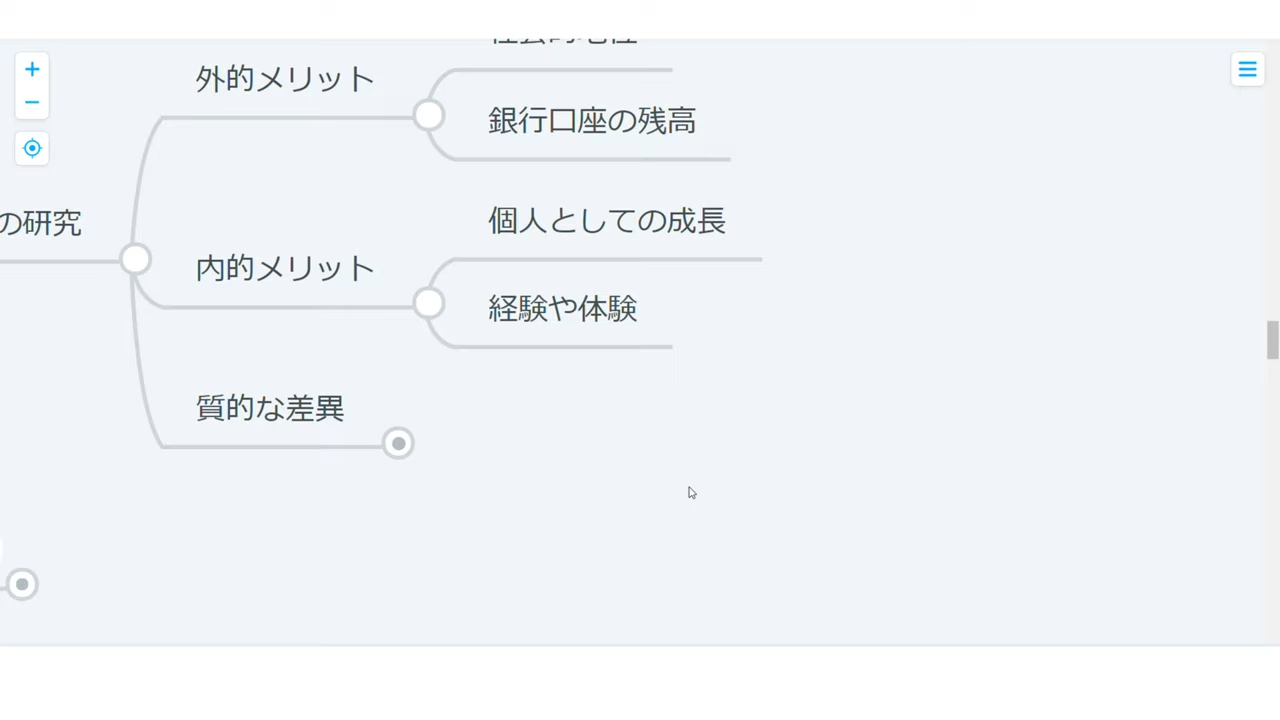 外的メリット
銀行口座の残高
の研究
個人としての成長
内的メリット
経験や体験
質的な差異